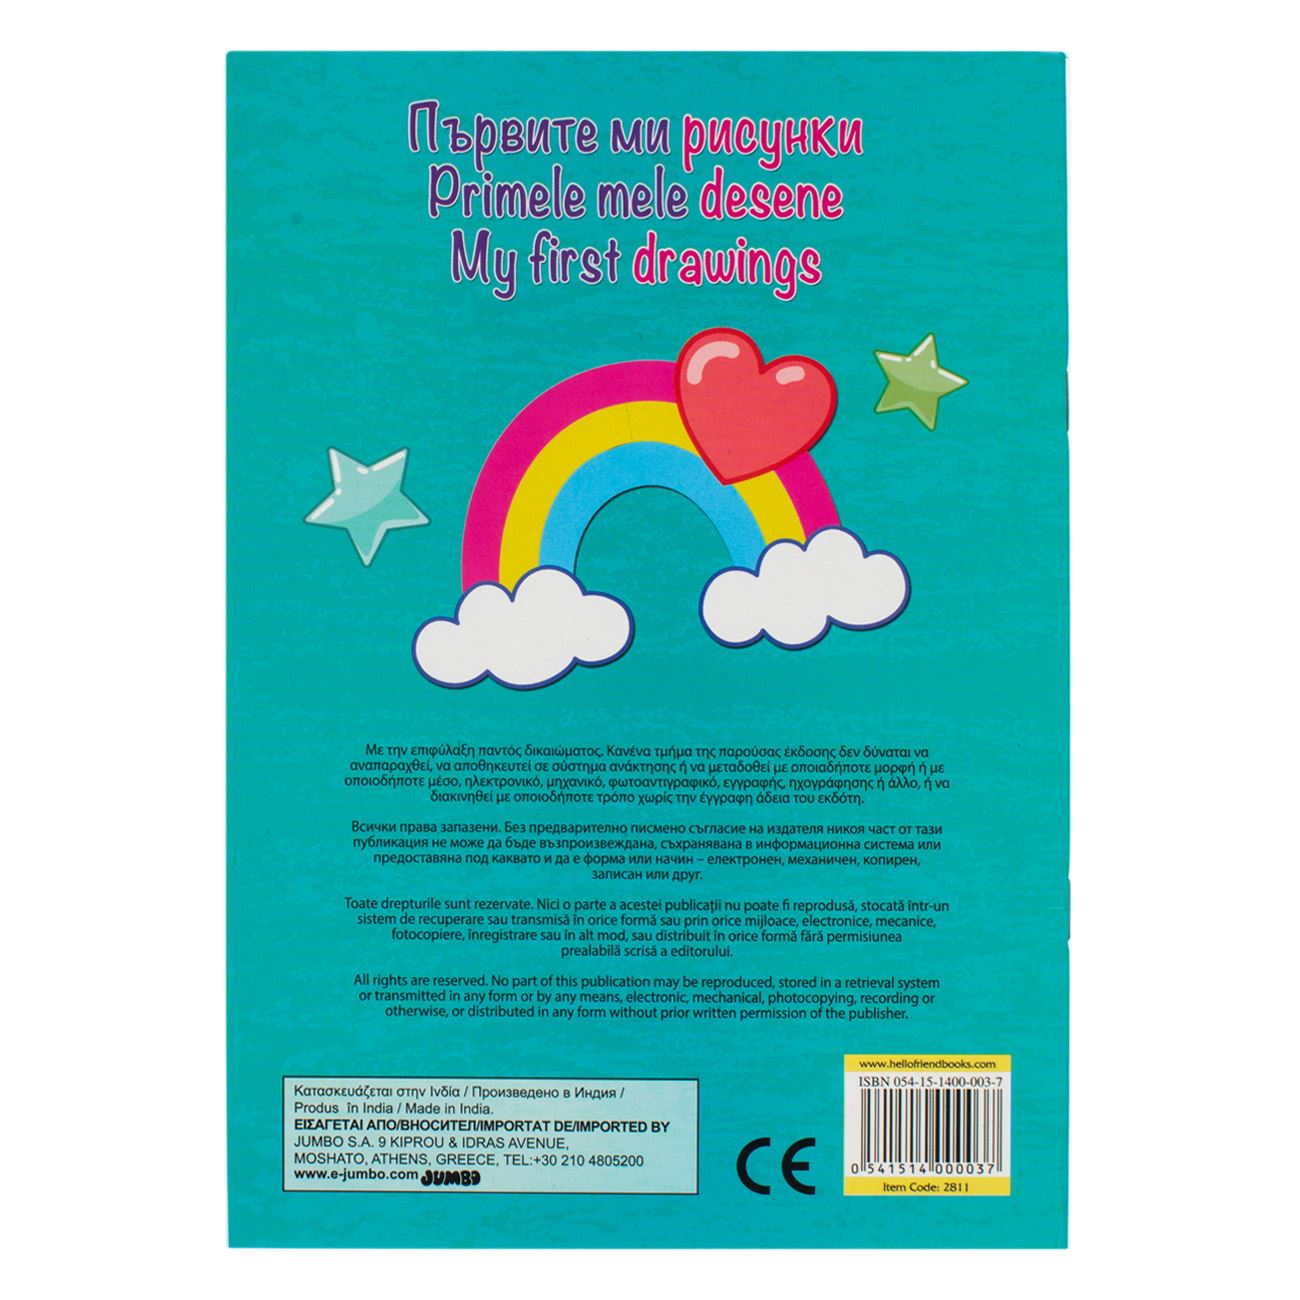 Първите ми рисунки
Primele mele desene
My first drawings
Με την επιφύλαξη παντός δικαιώματος. Κανένα τμήμα της παρούσας έκδοσης δεν δύναται να
αναπαραχθεί, να αποθηκευτεί σε σύστημα ανάκτησης ή να μεταδοθεί με οποιαδήποτε μορφή ή με
οποιοδήποτε μέσο, ηλεκτρονικό, μηχανικό, φωτοαντιγραφικό, εγγραφής, ηχογράφησης ή άλλο, ή να
διακινηθεί με οποιοδήποτε τρόπο χωρίς την έγγραφη άδεια του εκδότη.
Всички права запазени. Без предварително писмено съгласие на издателя никоя част от тази
публикация не може да бъде възпроизвеждана, съхранявана в информационна система или
предоставяна под каквато и да е форма или начин – електронен, механичен, копирен,
записан или друг.
Toate drepturile sunt rezervate. Nici o parte a acestei publicații nu poate fi reprodusă, stocată într-un
sistem de recuperare sau transmisă în orice formă sau prin orice mijloace, electronice, mecanice,
fotocopiere, înregistrare sau în alt mod, sau distribuit în orice formă fără permisiunea
prealabilă scrisă a editorului.
All rights are reserved. No part of this publication may be reproduced, stored in a retrieval system
or transmitted in any form or by any means, electronic, mechanical, photocopying, recording or
otherwise, or distributed in any form without prior written permission of the publisher.
Κατασκευάζεται στην Ινδία / Произведено в Индия /
Produs în India / Made in India.
ΕΙΣΑΓΕΤΑΙ ΑΠΟ/ВНОСИТЕЛ/IMPORTAT DE/IMPORTED BY
JUMBO S.A. 9 KIPROU & IDRAS AVENUE,
MOSHATO, ATHENS, GREECE, TEL:+30 210 4805200
www.e-jumbo.com JUMBO
CE
www.hellofriendbooks.com
ISBN 054-15-1400-003-7
0 541514 000037
Item Code: 2811